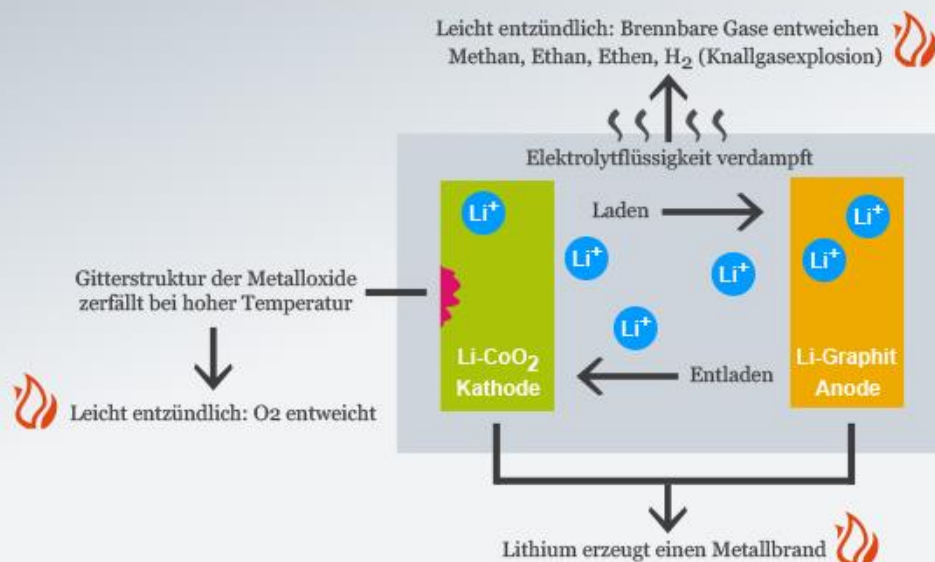 Leicht entzündlich: Brennbare Gase entweichen
Methan, Ethan, Ethen, H₂ (Knallgasexplosion)
Elektrolytflüssigkeit verdampft
Li⁺
Laden
Li⁺
Li⁺
Li⁺
Li⁺
Li⁺
Gitterstruktur der Metalloxide
zerfällt bei hoher Temperatur
Li-CoO₂
Kathode
Entladen
Li-Graphit
Anode
Leicht entzündlich: O2 entweicht
Lithium erzeugt einen Metallbrand